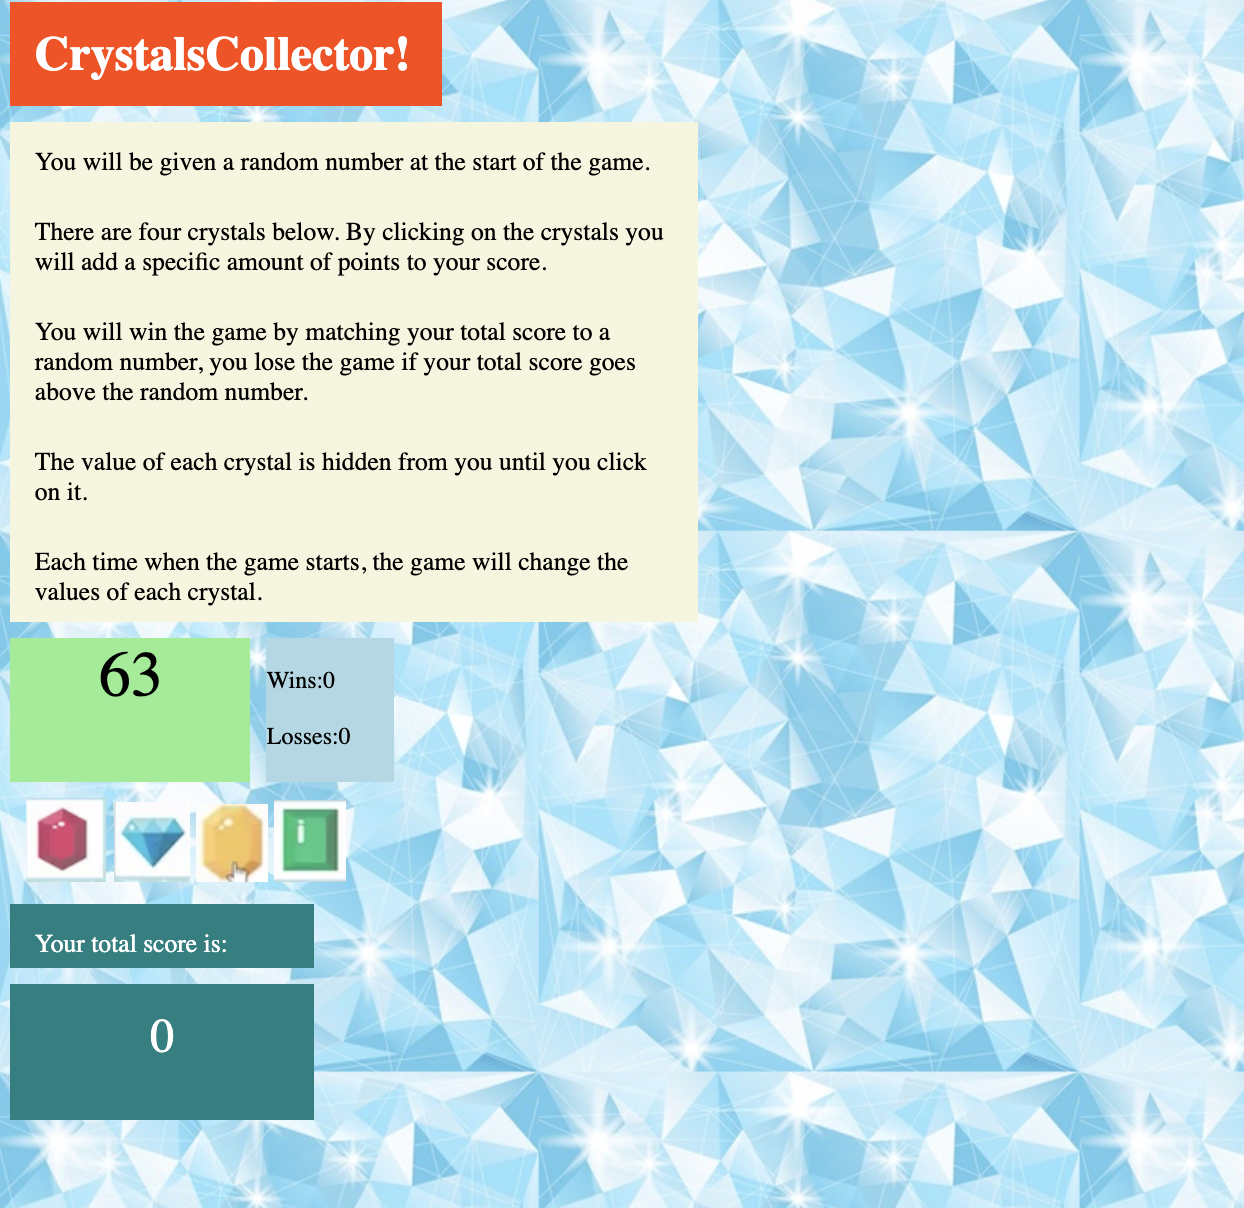 CrystalsCollector!
You will be given a random number at the start of the game.
There are four crystals below. By clicking on the crystals you
will add a specific amount of points to your score.
You will win the game by matching your total score to a
random number, you lose the game if your total score goes
above the random number.
The value of each crystal is hidden from you until you click
on it.
Each time when the game starts, the game will change the
values of each crystal.
63
Wins:0
Losses:0
Your total score is:
0